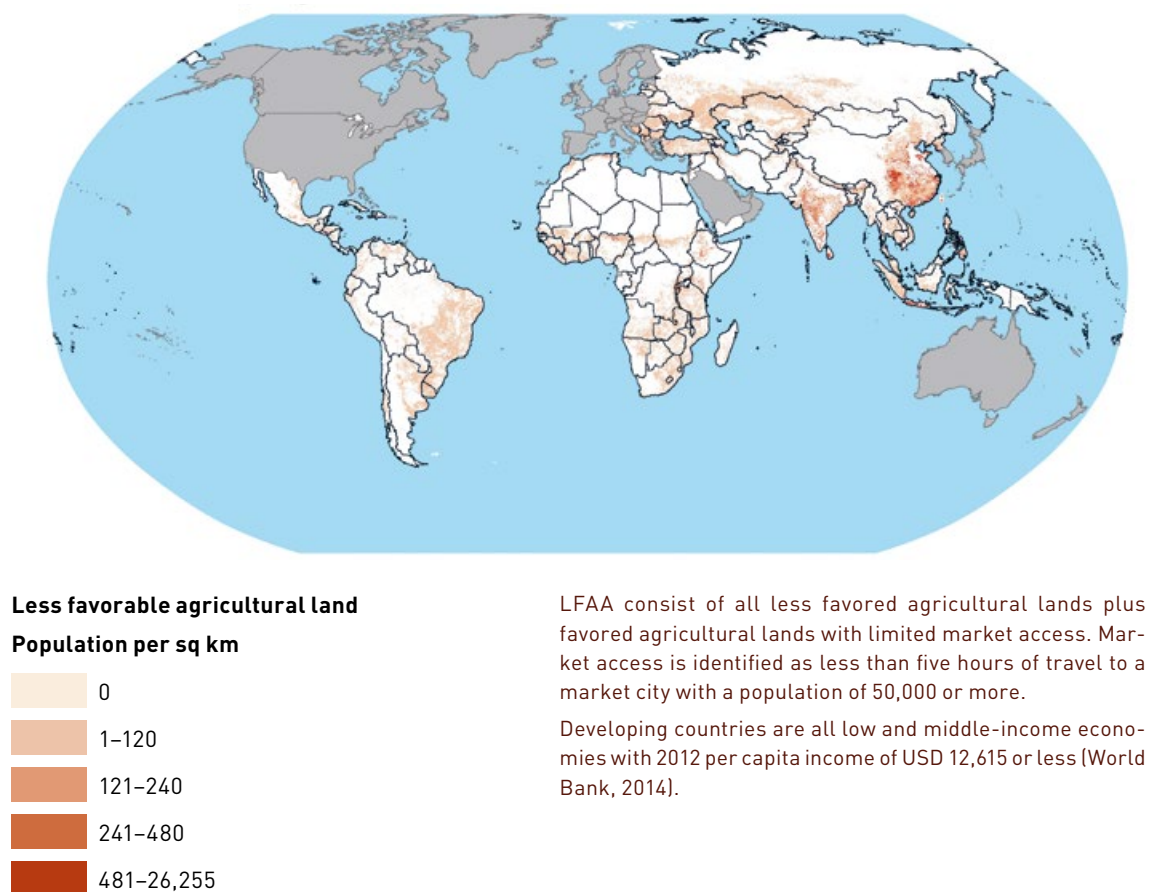 Less favorable agricultural land
Population per sq km
0
1–120
121–240
241–480
481–26,255
LFAA consist of all less favored agricultural lands plus
favored agricultural lands with limited market access. Mar-
ket access is identified as less than five hours of travel to a
market city with a population of 50,000 or more.
Developing countries are all low and middle-income econo-
mies with 2012 per capita income of USD 12,615 or less (World
Bank, 2014).